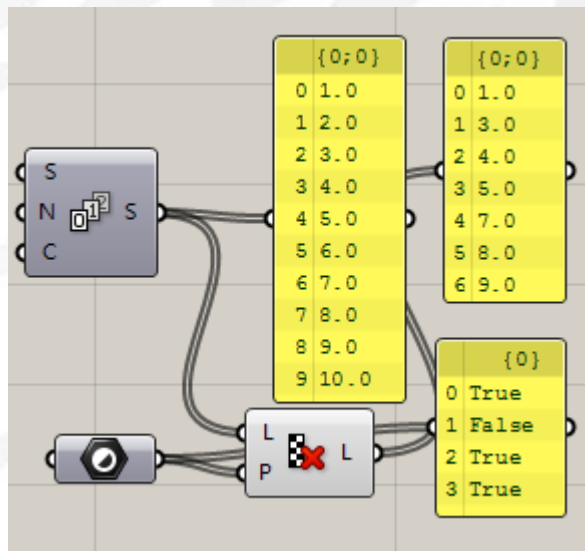 S
N
C
0 1 2
S
{0;0}
0 1.0
1 2.0
2 3.0
3 4.0
4 5.0
5 6.0
6 7.0
7 8.0
8 9.0
9 10.0
{0;0}
0 1.0
1 3.0
2 4.0
3 5.0
4 7.0
5 8.0
6 9.0
L
P
L
{0}
0 True
1 False
2 True
3 True